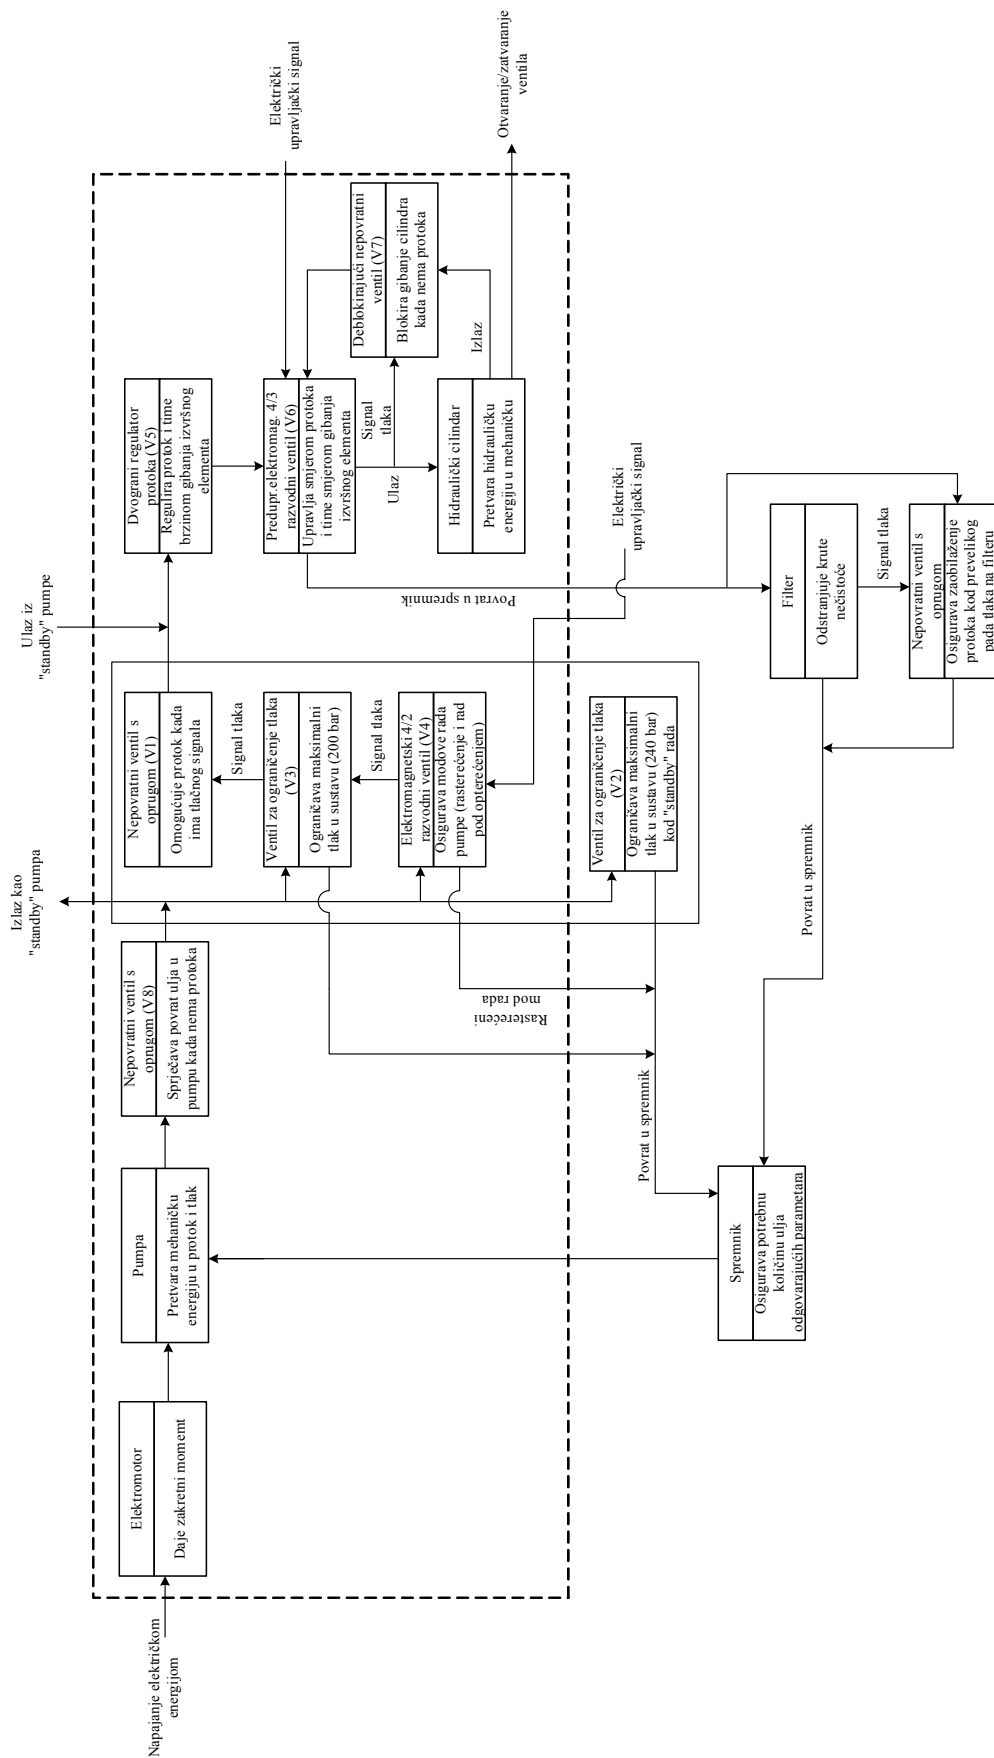 Napajanje električkom
energijom
Elektromotor
Daje zakretni momemt
Pumpa
Pretvara mehaničku
energiju u protok i tlak
Nepovratni ventil s
oprugom (V8)
Sprječava povrat ulja u
pumpu kada nema protoka
Izlaz kao
"standby" pumpa
Nepovratni ventil s
oprugom (V1)
Omogućuje protok kada
ima tlačnog signala
Signal tlaka
Ventil za ograničenje tlaka
(V3)
Ograničava maksimalni
tlak u sustavu (200 bar)
Signal tlaka
Elektromagnetski 4/2
razvodni ventil (V4)
Osigurava modove rada
pumpe (rasterećenje i rad
pod opterećenjem)
Ventil za ograničenje tlaka
(V2)
Ograničava maksimalni
tlak u sustavu (240 bar)
kod "standby" rada
Rasterećeni
mod rada
Povrat u spremnik
Ulaz iz
"standby" pumpe
Dvograni regulator
protoka (V5)
Regulira protok i time
brzinom gibanja izvršnog
elementa
Električki
upravljački signal
Predupr.elektromag. 4/3
razvodni ventil (V6)
Upravlja smjerom protoka
i time smjerom gibanja
izvršnog elementa
Signal
tlaka
Ulaz
Deblokirajući nepovratni
ventil (V7)
Blokira gibanje cilindra
kada nema protoka
Izlaz
Hidraulički cilindar
Pretvara hidrauličku
energiju u mehaničku
Otvaranje/zatvaranje
ventila
Električki
upravljački signal
Povrat u spremnik
Filter
Odstranjuje krute
nečistoće
Signal tlaka
Nepovratni ventil s
oprugom
Osigurava zaobilaženje
protoka kod prevelikog
pada tlaka na filteru
Povrat u spremnik
Spremnik
Osigurava potrebnu
količinu ulja
odgovarajućih parametara